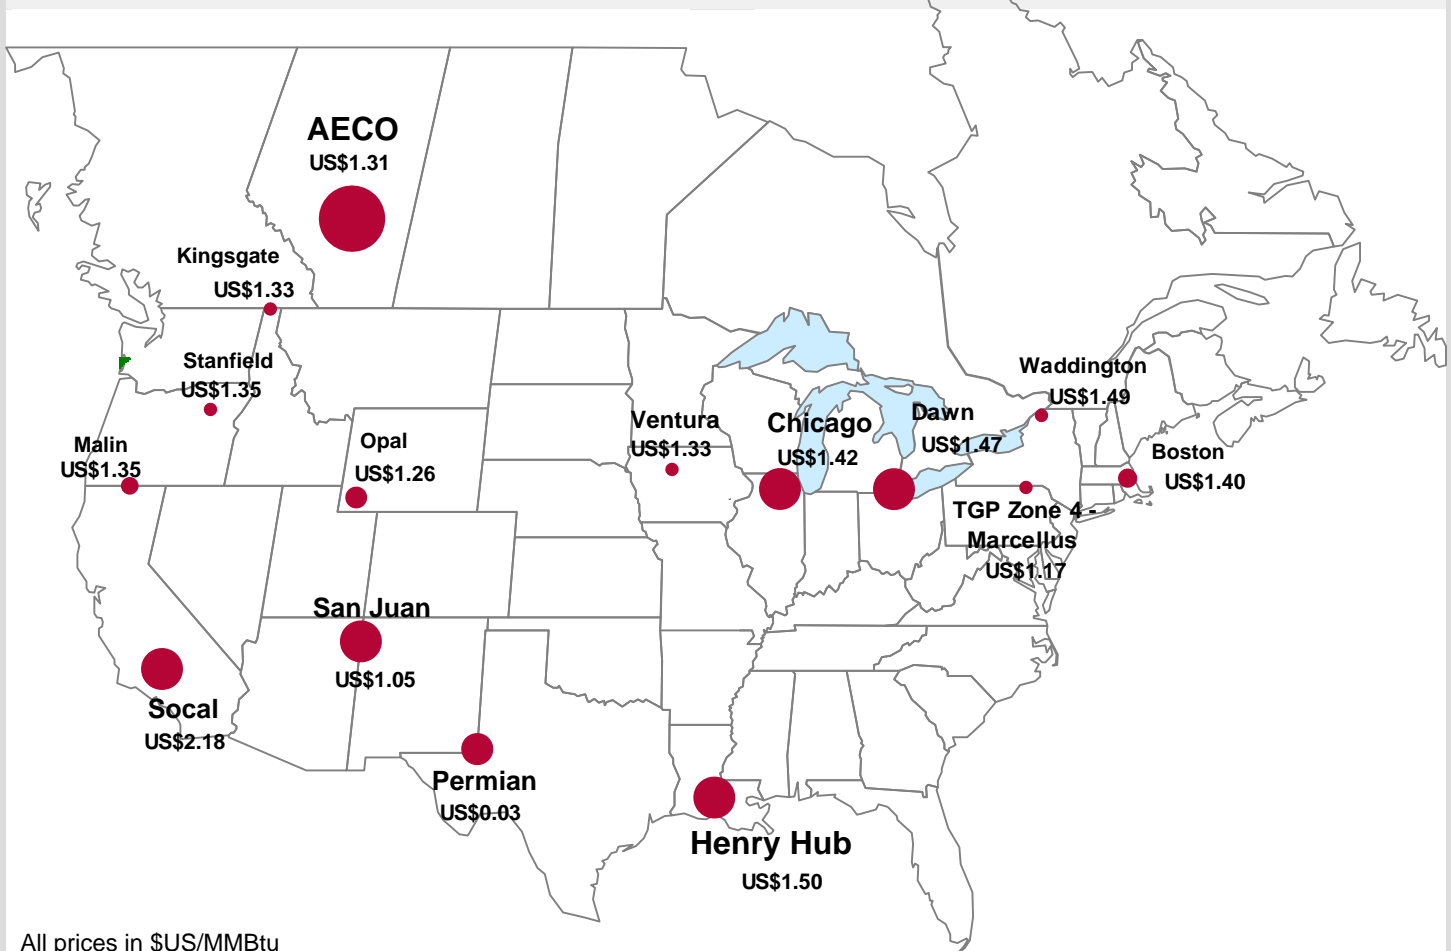 AECO
US$1.31
Kingsgate
US$1.33
Stanfield
US$1.35
Malin
US$1.35
Opal
US$1.26
Ventura
US$1.33
Chicago
US$1.42
Dawn
US$1.47
Waddington
US$1.49
Boston
US$1.40
TGP Zone 4 -
Marcellus
US$1.17
San Juan
US$1.05
Socal
US$2.18
Permian
US$0.03
Henry Hub
US$1.50
All prices in $US/MMBtu